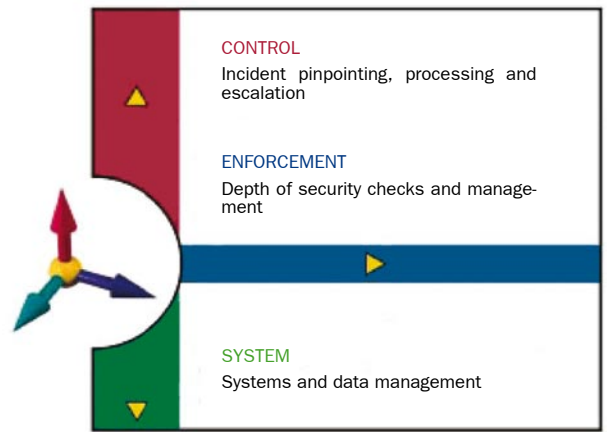 CONTROL
Incident pinpointing, processing and
escalation
ENFORCEMENT
Depth of security checks and manage-
ment
SYSTEM
Systems and data management